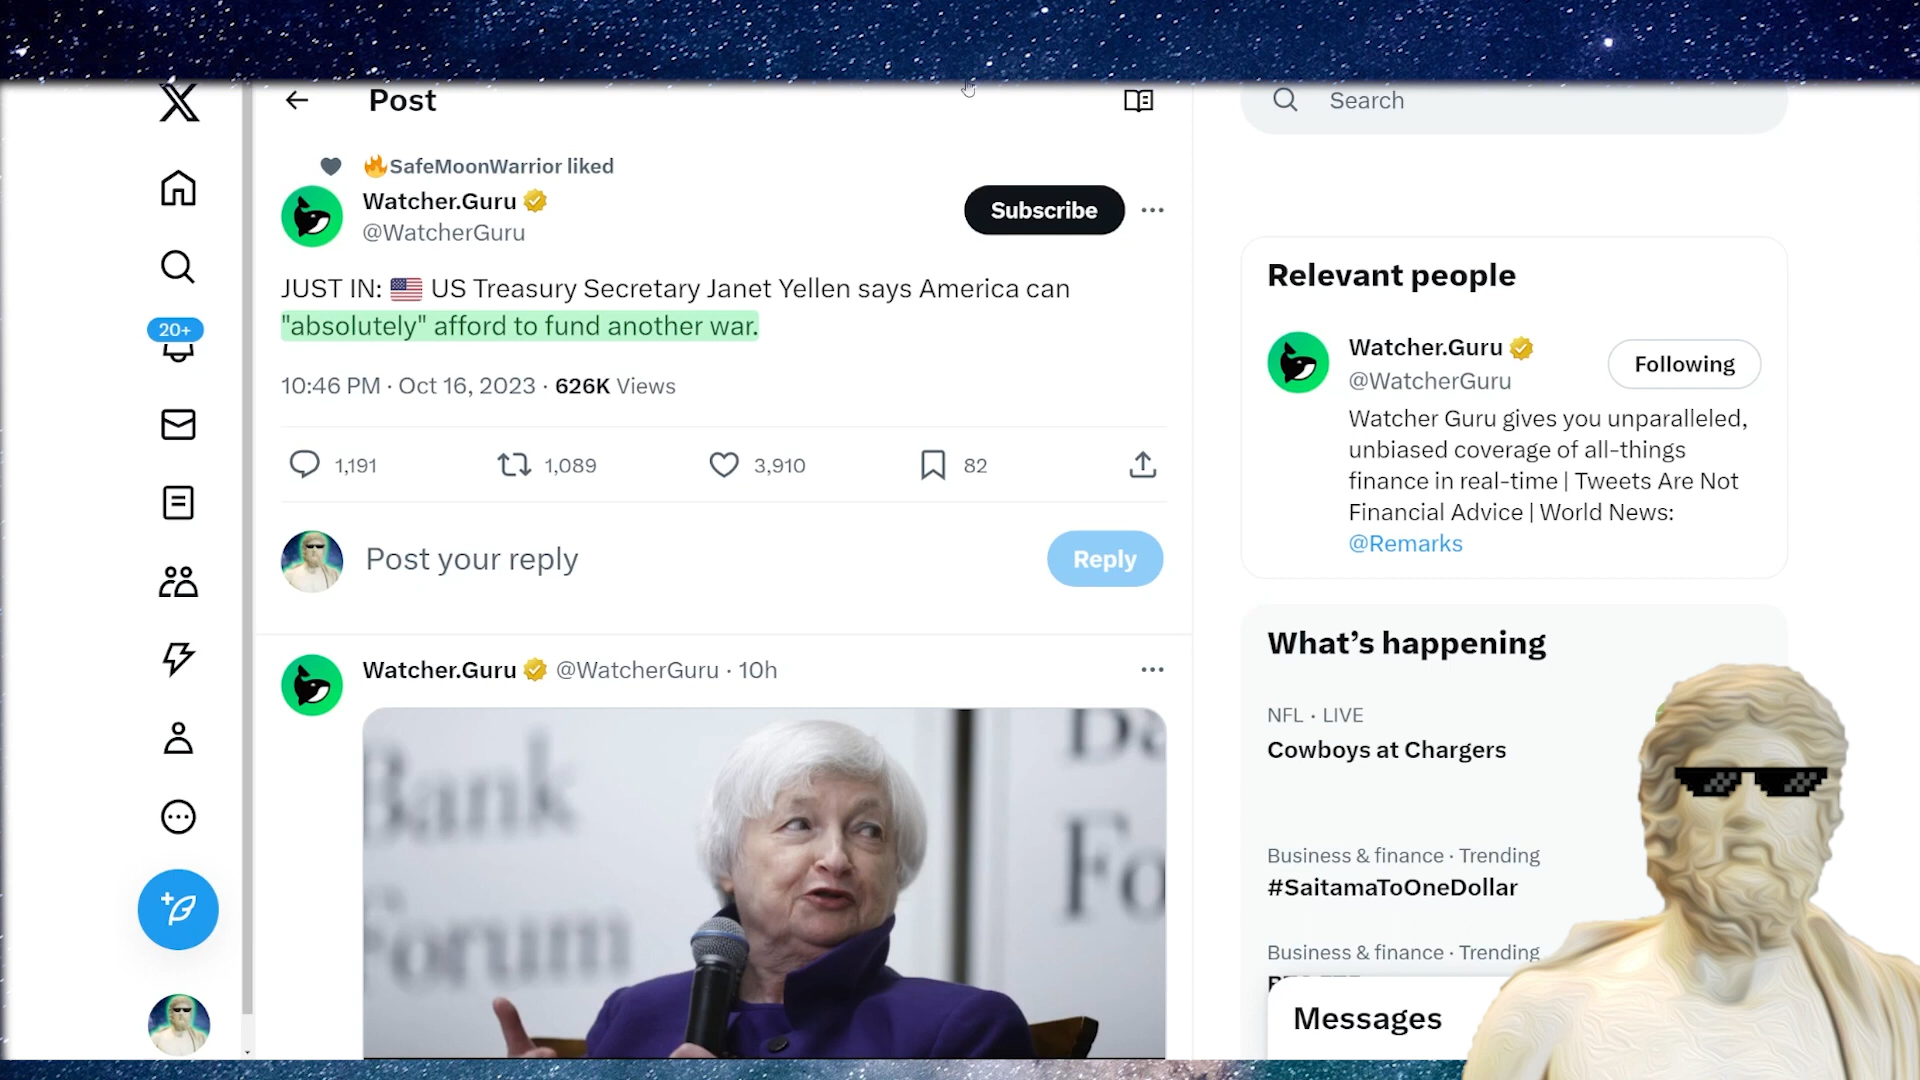 Post
Search
SafeMoonWarrior liked
Watcher.Guru
@WatcherGuru
Subscribe
JUST IN: 🇺🇸 US Treasury Secretary Janet Yellen says America can
"absolutely" afford to fund another war.
10:46 PM · Oct 16, 2023 · 626K Views
1,191
1,089
3,910
82
Post your reply
Reply
Watcher.Guru @WatcherGuru · 10h
Bank
Forum
Ba
Fo
20+
Relevant people
Watcher.Guru
@WatcherGuru
Following
Watcher Guru gives you unparalleled,
unbiased coverage of all-things
finance in real-time | Tweets Are Not
Financial Advice | World News:
@Remarks
What's happening
NFL · LIVE
Cowboys at Chargers
Business & finance · Trending
#SaitamaToOneDollar
Business & finance · Trending
Messages